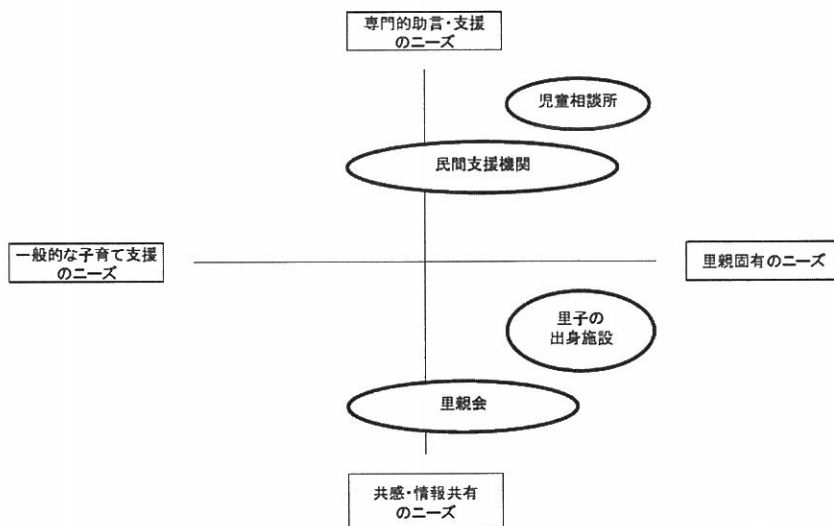 専門的助言・支援
のニーズ
児童相談所
民間支援機関
一般的な子育て支援
のニーズ
里親固有のニーズ
里子の
出身施設
里親会
共感・情報共有
のニーズ